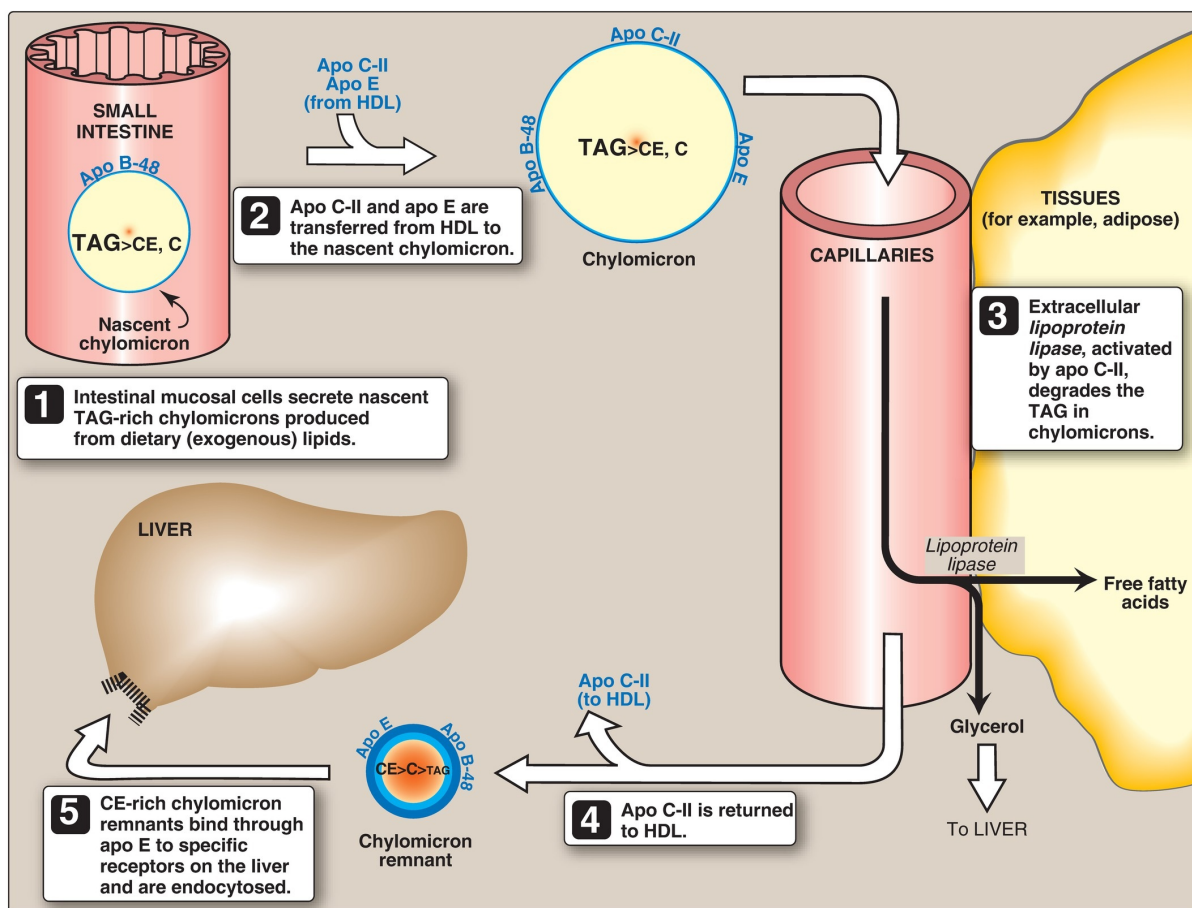 SMALL
INTESTINE
Apo B-48
TAG>CE, C
Nascent
chylomicron
1 Intestinal mucosal cells secrete nascent
TAG-rich chylomicrons produced
from dietary (exogenous) lipids.
Apo C-II
Apo E
(from HDL)
2 Apo C-II and apo E are
transferred from HDL to
the nascent chylomicron.
Apo C-II
Apo B-48
Apo E
TAG>CE, C
Chylomicron
CAPILLARIES
TISSUES
(for example, adipose)
3 Extracellular
lipoprotein
lipase, activated
by apo C-II,
degrades the
TAG in
chylomicrons.
Lipoprotein
lipase
Free fatty
acids
Glycerol
To LIVER
Apo C-II
(to HDL)
4 Apo C-II is returned
to HDL.
Apo E
Apo B-48
CE>C>TAG
Chylomicron
remnant
LIVER
5 CE-rich chylomicron
remnants bind through
apo E to specific
receptors on the liver
and are endocytosed.